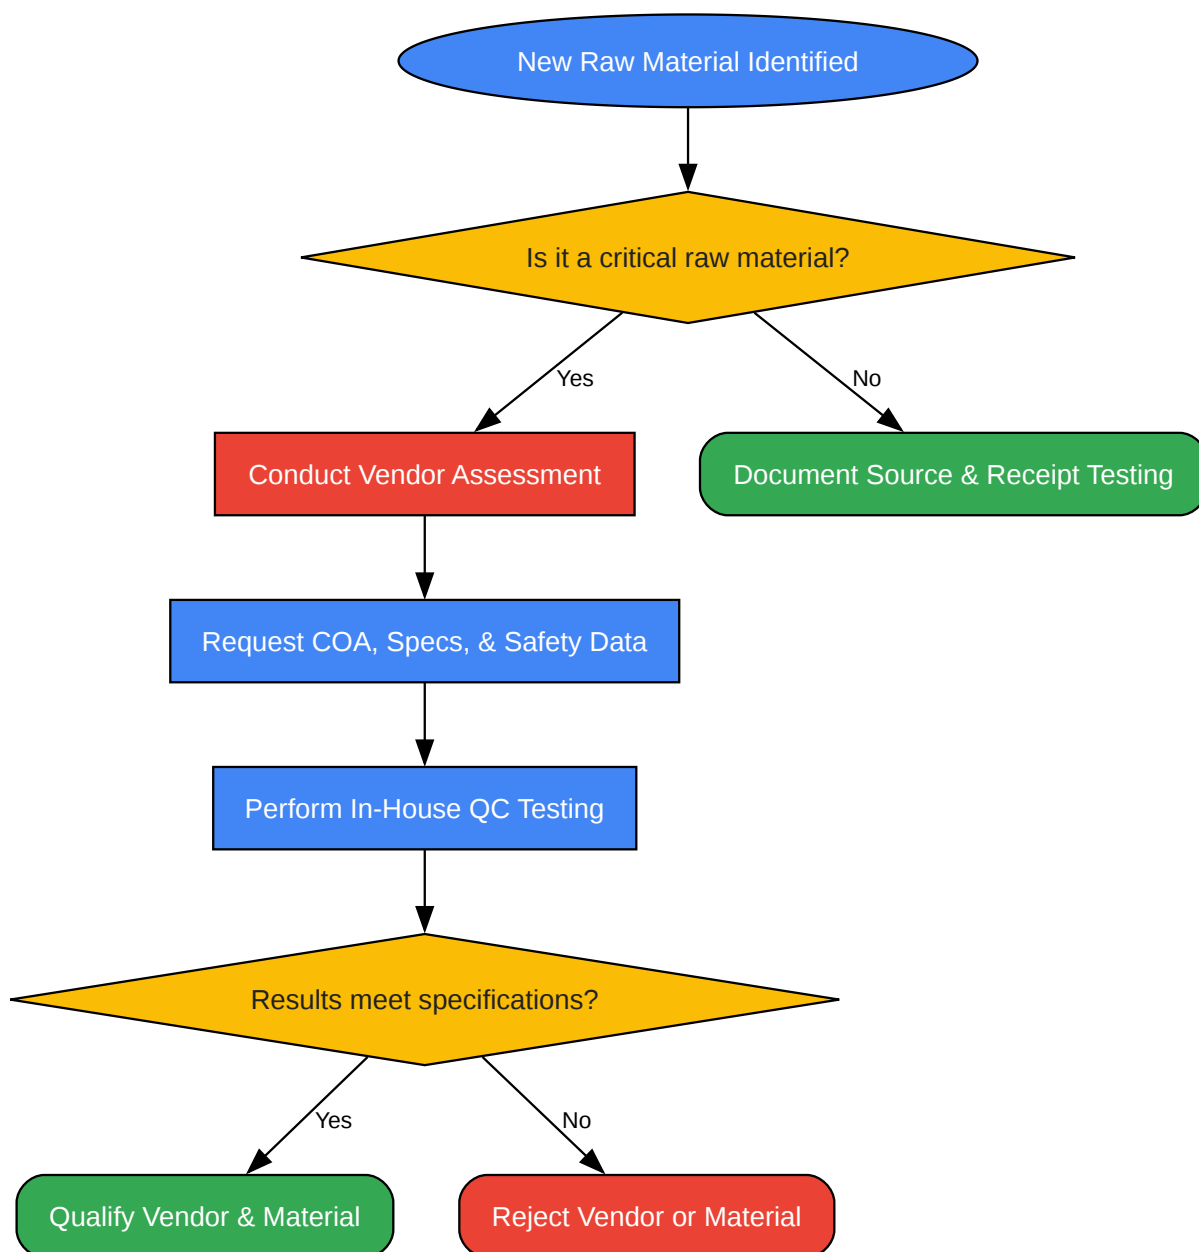 New Raw Material Identified
Is it a critical raw material?
Yes
No
Conduct Vendor Assessment
Document Source & Receipt Testing
Request COA, Specs, & Safety Data
Perform In-House QC Testing
Results meet specifications?
Yes
No
Qualify Vendor & Material
Reject Vendor or Material